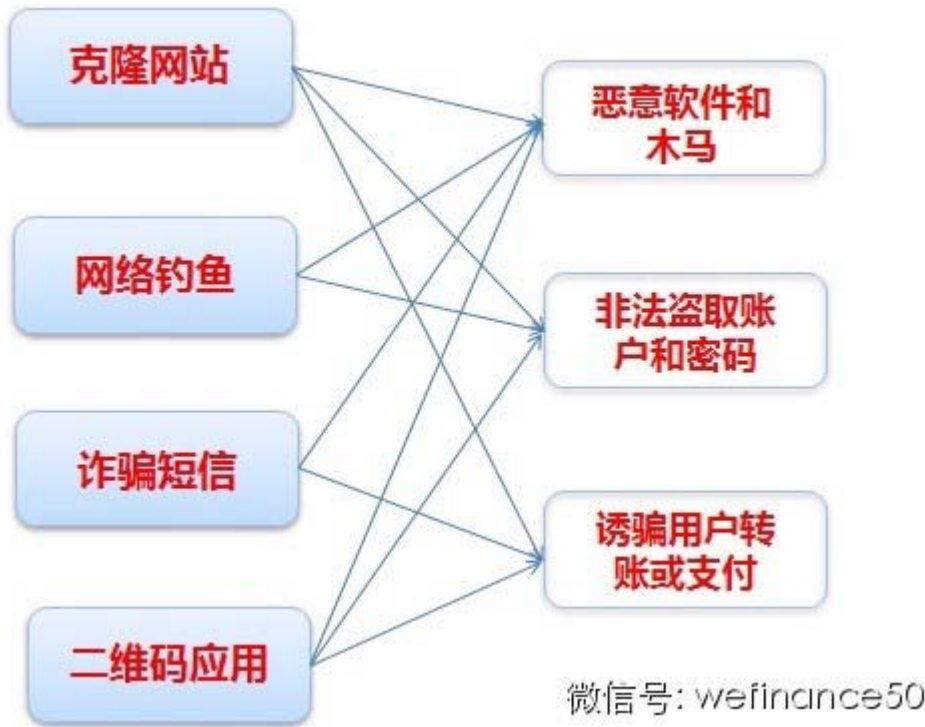 克隆网站
恶意软件和
木马
网络钓鱼
非法盗取账
户和密码
诈骗短信
诱骗用户转
账或支付
二维码应用
微信号: wefinance50